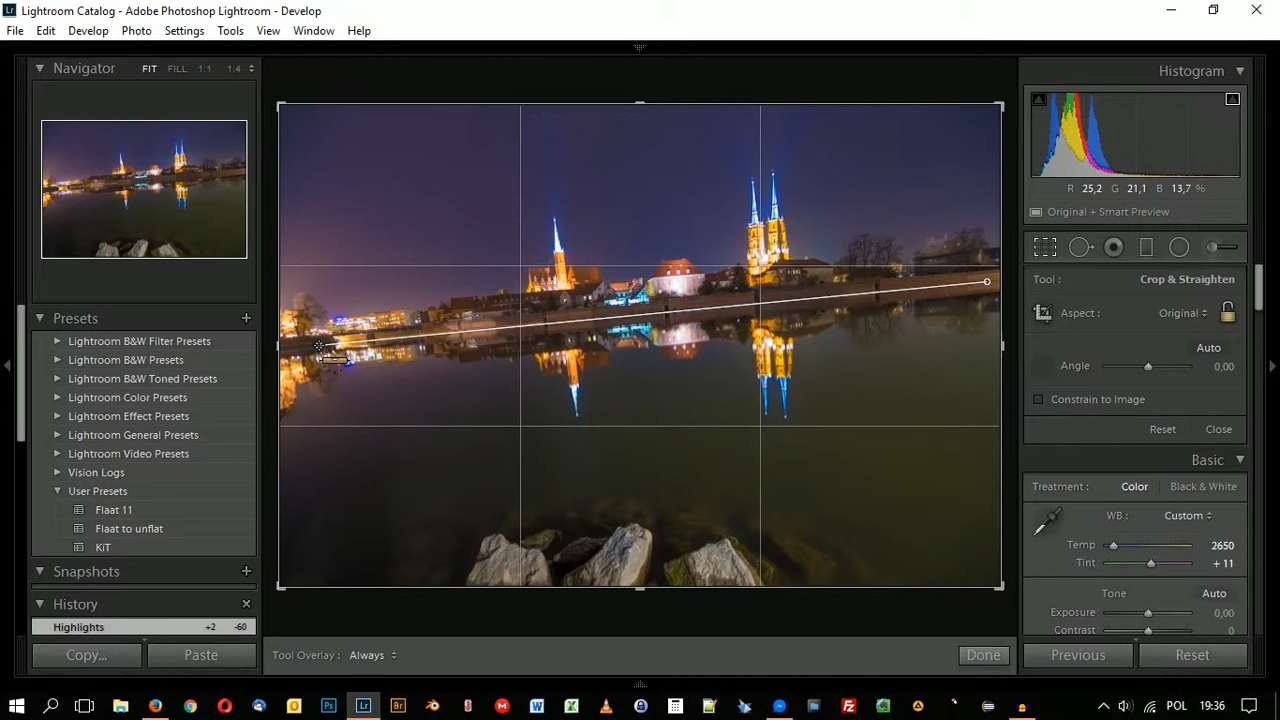 Lr Lightroom Catalog - Adobe Photoshop Lightroom - Develop
File Edit Develop Photo Settings Tools View Window Help
Navigator FIT FILL 1:1 1:4
Histogram
R 25,2 G 21,1 B 13,7 %
Original + Smart Preview
Tool : Crop & Straighten
Aspect : Original
Auto
Angle 0,00
Constrain to Image
Reset Close
Basic
Treatment : Color Black & White
WB : Custom
Temp 2650
Tint + 11
Tone Auto
Exposure 0,00
Contrast 0
Presets +
Lightroom B&W Filter Presets
Lightroom B&W Presets
Lightroom B&W Toned Presets
Lightroom Color Presets
Lightroom Effect Presets
Lightroom General Presets
Lightroom Video Presets
Vision Logs
User Presets
Flaat 11
Flaat to unflat
KiT
Snapshots +
History
Highlights +2 -60
Copy... Paste
Tool Overlay : Always Done
Previous Reset
Ps Lr Br POL 19:36